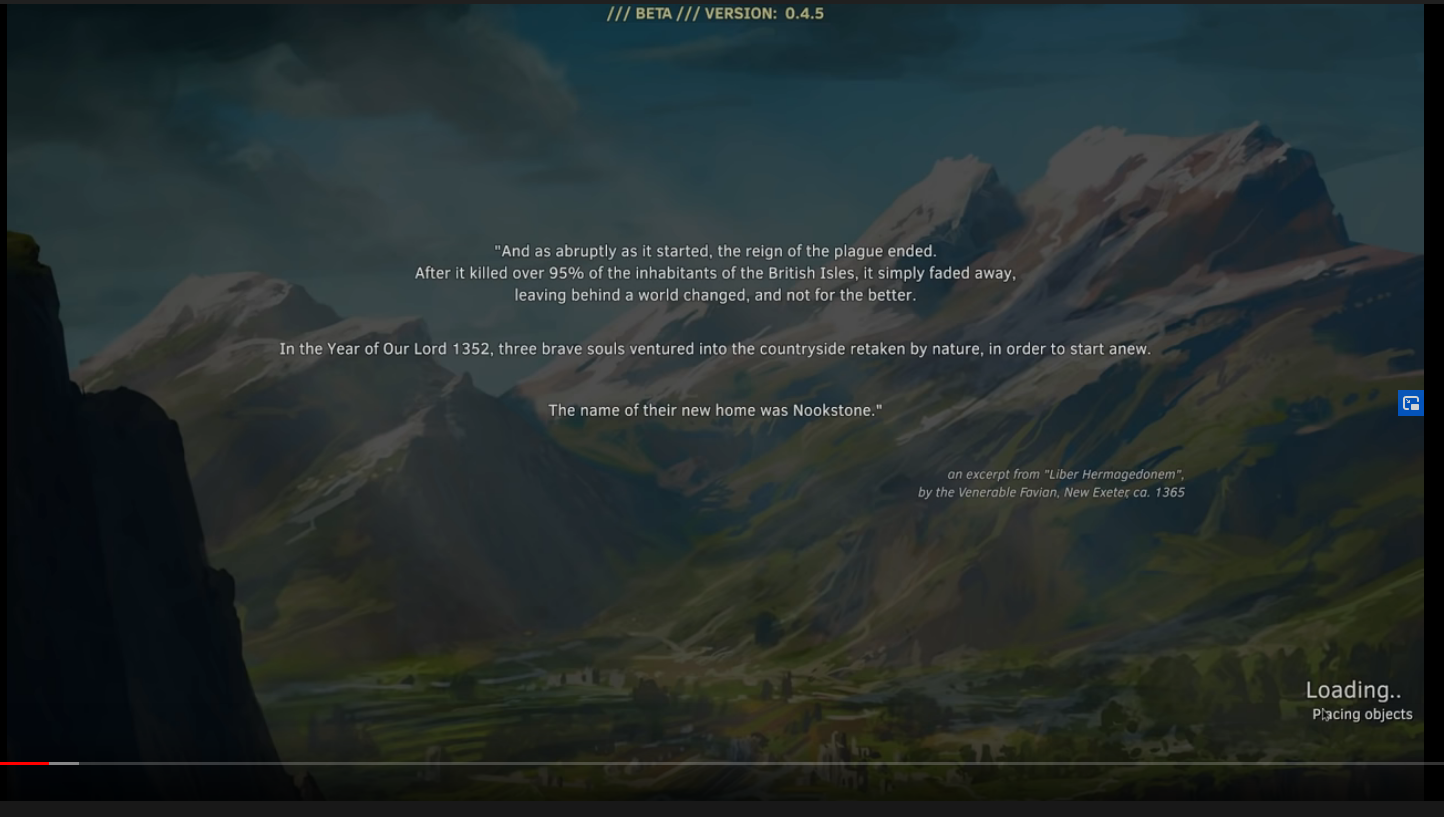 /// BETA /// VERSION: 0.4.5
"And as abruptly as it started, the reign of the plague ended.
After it killed over 95% of the inhabitants of the British Isles, it simply faded away,
leaving behind a world changed, and not for the better.
In the Year of Our Lord 1352, three brave souls ventured into the countryside retaken by nature, in order to start anew.
The name of their new home was Nookstone."
an excerpt from "Liber Hermagedonem",
by the Venerable Favian, New Exeter, ca. 1365
Loading..
Placing objects